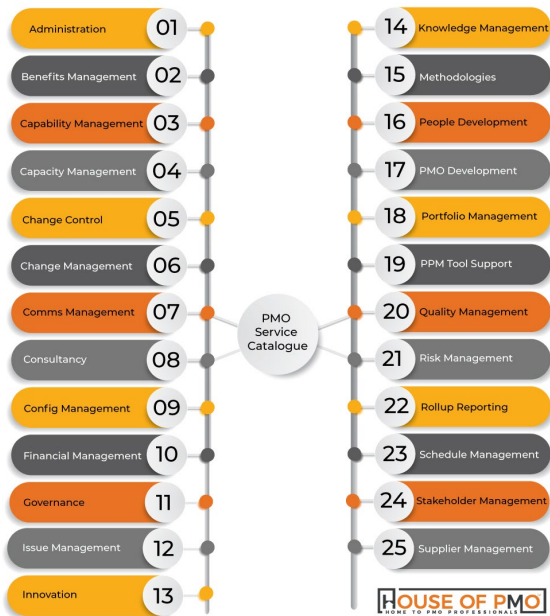 Administration 01
Benefits Management 02
Capability Management 03
Capacity Management 04
Change Control 05
Change Management 06
Comms Management 07
Consultancy 08
Config Management 09
Financial Management 10
Governance 11
Issue Management 12
Innovation 13
PMO
Service
Catalogue
14 Knowledge Management
15 Methodologies
16 People Development
17 PMO Development
18 Portfolio Management
19 PPM Tool Support
20 Quality Management
21 Risk Management
22 Rollup Reporting
23 Schedule Management
24 Stakeholder Management
25 Supplier Management
HOUSE OF PMO
HOME TO PMO PROFESSIONALS